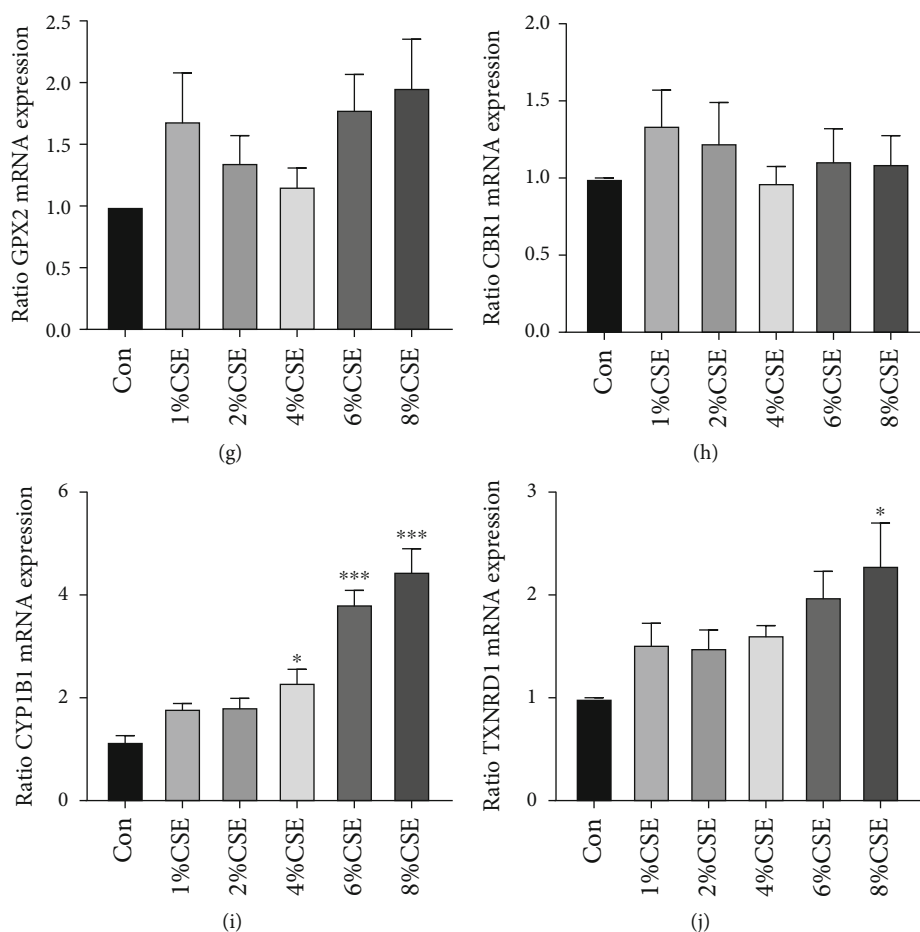 Ratio GPX2 mRNA expression
2.5
2.0
1.5
1.0
0.5
0.0
Con
1%CSE
2%CSE
4%CSE
6%CSE
8%CSE
(g)
Ratio CBR1 mRNA expression
2.0
1.5
1.0
0.5
0.0
Con
1%CSE
2%CSE
4%CSE
6%CSE
8%CSE
(h)
Ratio CYP1B1 mRNA expression
6
4
2
0
*
***
***
Con
1%CSE
2%CSE
4%CSE
6%CSE
8%CSE
(i)
Ratio TXNRD1 mRNA expression
3
2
1
0
*
Con
1%CSE
2%CSE
4%CSE
6%CSE
8%CSE
(j)